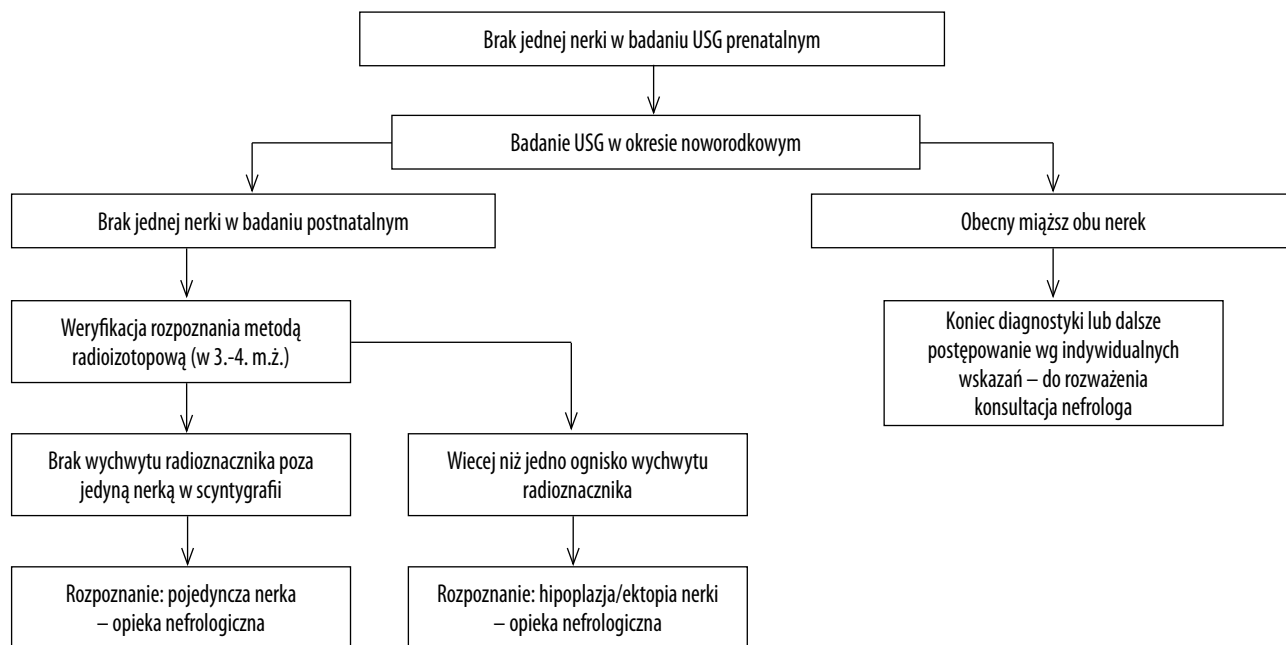 Brak jednej nerki w badaniu USG prenatalnym
Badanie USG w okresie noworodkowym
Brak jednej nerki w badaniu postnatalnym
Obecny miąższ obu nerek
Weryfikacja rozpoznania metodą
radioizotopową (w 3.-4. m.ż.)
Koniec diagnostyki lub dalsze
postępowanie wg indywidualnych
wskazań – do rozważenia
konsultacja nefrologa
Brak wychwytu radioznacznika poza
jedyną nerką w scyntygrafii
Wiecej niż jedno ognisko wychwytu
radioznacznika
Rozpoznanie: pojedyncza nerka
– opieka nefrologiczna
Rozpoznanie: hipoplazja/ektopia nerki
– opieka nefrologiczna